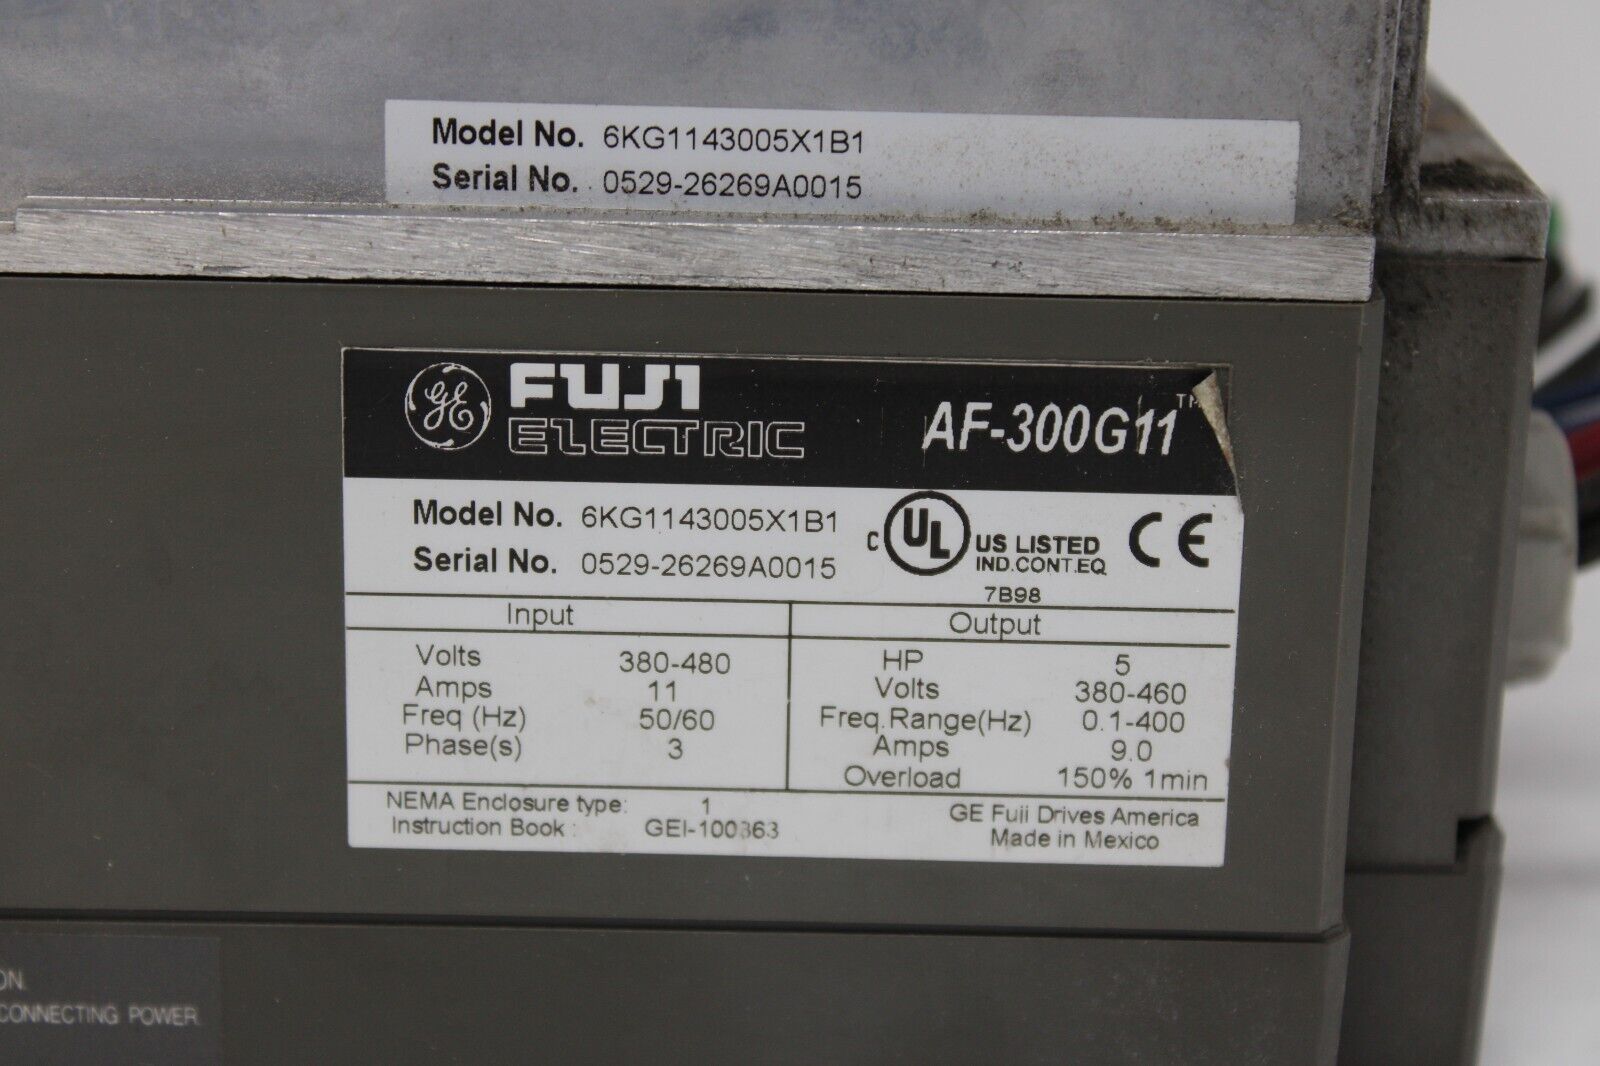 Model No. 6KG1143005X1B1
Serial No. 0529-26269A0015
GE FUJI ELECTRIC AF-300G11™
Model No. 6KG1143005X1B1
Serial No. 0529-26269A0015
C UL US LISTED CE
IND.CONT.EQ
7B98
Input Output
Volts 380-480 HP 5
Amps 11 Volts 380-460
Freq (Hz) 50/60 Freq.Range(Hz) 0.1-400
Phase(s) 3 Amps 9.0
Overload 150% 1min
NEMA Enclosure type: 1 GE Fuji Drives America
Instruction Book : GEI-100363 Made in Mexico
ON.
CONNECTING POWER.